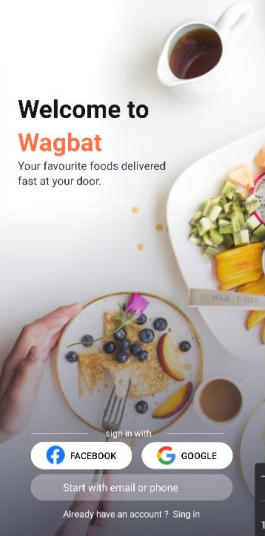 Welcome to
Wagbat
Your favourite foods delivered
fast at your door.
sign in with
FACEBOOK
GOOGLE
Start with email or phone
Already have an account ? Sing in